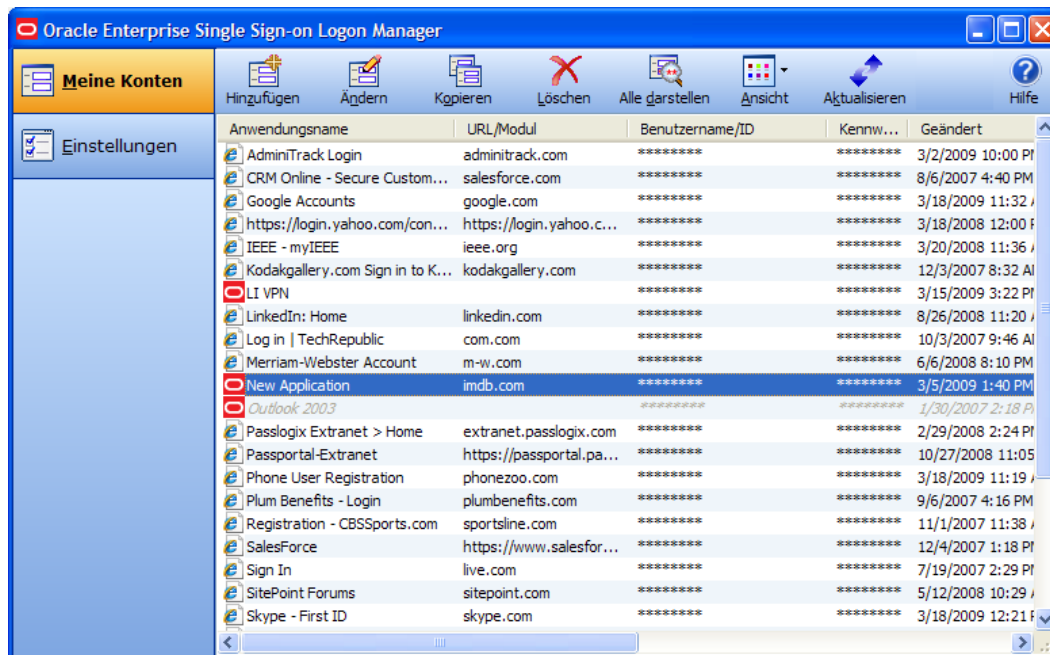 Oracle Enterprise Single Sign-on Logon Manager
Meine Konten
Einstellungen
Hinzufügen Ändern Kopieren Löschen Alle darstellen Ansicht Aktualisieren Hilfe
Anwendungsname URL/Modul Benutzername/ID Kennw... Geändert
AdminiTrack Login adminitrack.com ******** ******** 3/2/2009 10:00 PM
CRM Online - Secure Custom... salesforce.com ******** ******** 8/6/2007 4:40 PM
Google Accounts google.com ******** ******** 3/18/2009 11:32
https://login.yahoo.com/con... https://login.yahoo.c... ******** ******** 3/18/2008 12:00
IEEE - myIEEE ieee.org ******** ******** 3/20/2008 11:36
Kodakgallery.com Sign in to K... kodakgallery.com ******** ******** 12/3/2007 8:32 AM
LI VPN ******** ******** 3/15/2009 3:22 PM
LinkedIn: Home linkedin.com ******** ******** 8/26/2008 11:20
Log in | TechRepublic com.com ******** ******** 10/3/2007 9:46 AM
Merriam-Webster Account m-w.com ******** ******** 6/6/2008 8:10 PM
New Application imdb.com ******** ******** 3/5/2009 1:40 PM
Outlook 2003 ******** ******** 1/30/2007 2:18 PM
Passlogix Extranet > Home extranet.passlogix.com ******** ******** 2/29/2008 2:24 PM
Passportal-Extranet https://passportal.pa... ******** ******** 10/27/2008 11:05
Phone User Registration phonezoo.com ******** ******** 3/18/2009 11:19
Plum Benefits - Login plumbenefits.com ******** ******** 9/6/2007 4:16 PM
Registration - CBSSports.com sportsline.com ******** ******** 11/1/2007 11:38
SalesForce https://www.salesfor... ******** ******** 12/4/2007 1:18 PM
Sign In live.com ******** ******** 7/19/2007 2:29 PM
SitePoint Forums sitepoint.com ******** ******** 5/12/2008 10:29
Skype - First ID skype.com ******** ******** 3/18/2009 12:21